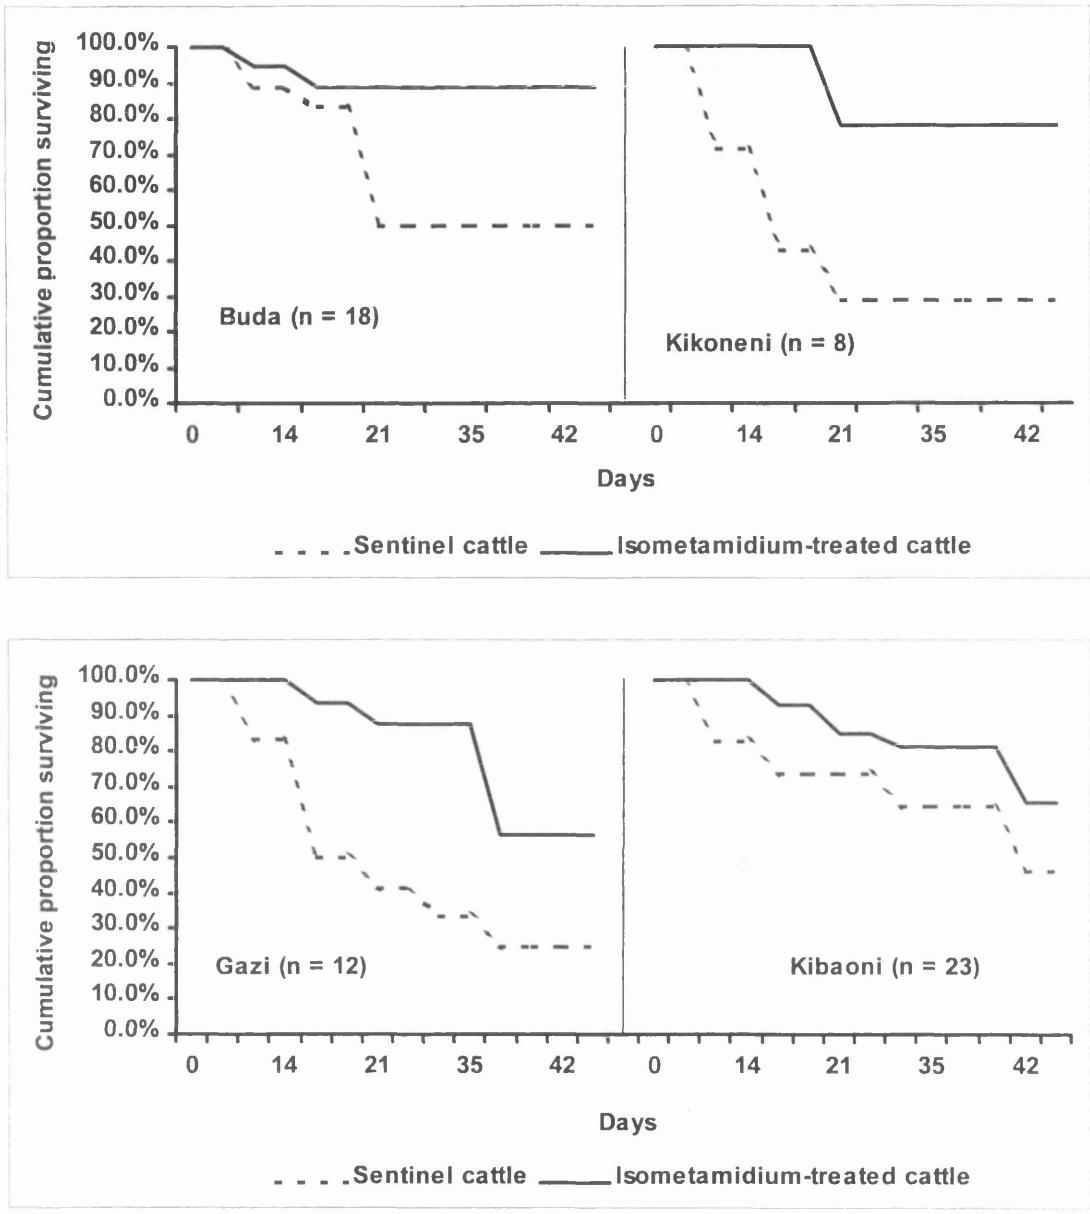 Cumulative proportion surviving
100.0%
90.0%
80.0%
70.0%
60.0%
50.0%
40.0%
30.0%
20.0%
10.0%
0.0%
Buda (n = 18)
Kikoneni (n = 8)
0 14 21 35 42 0 14 21 35 42
Days
Sentinel cattle Isometamidium-treated cattle
Cumulative proportion surviving
100.0%
90.0%
80.0%
70.0%
60.0%
50.0%
40.0%
30.0%
20.0%
10.0%
0.0%
Gazi (n = 12) Kibaoni (n = 23)
0 14 21 35 42 0 14 21 35 42
Days
Sentinel cattle Isometamidium-treated cattle